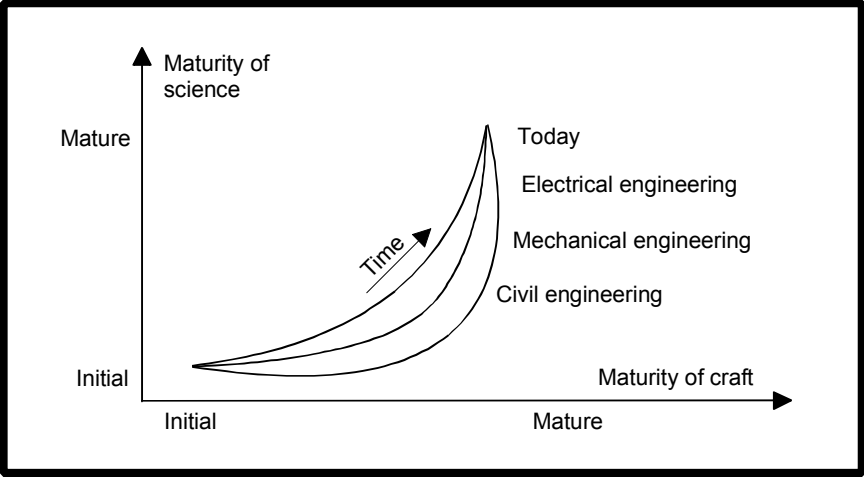 Maturity of
science
Mature
Today
Electrical engineering
Mechanical engineering
Time
Civil engineering
Initial
Maturity of craft
Initial
Mature